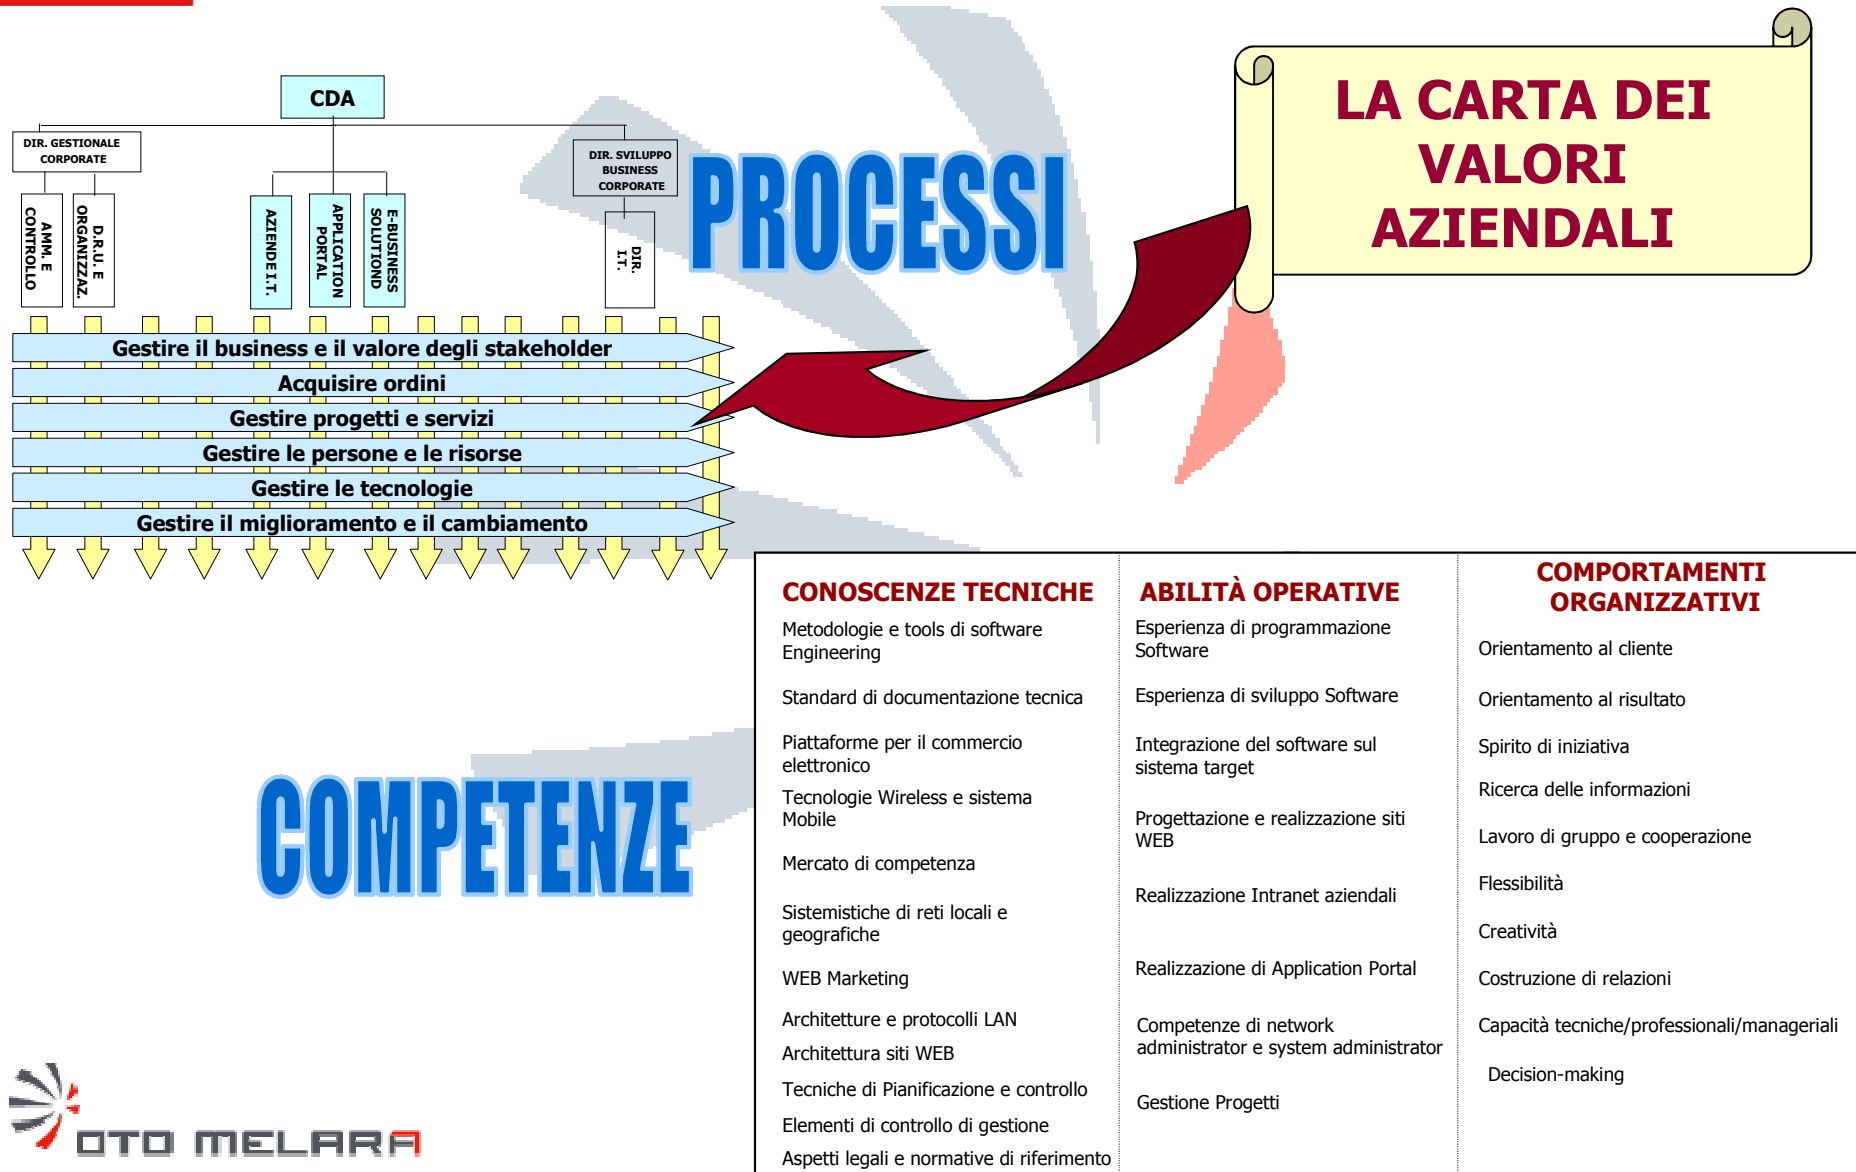 CDA
DIR. GESTIONALE
CORPORATE
DIR. SVILUPPO
BUSINESS
CORPORATE
AMM. E
CONTROLLO
D.R.U. E
ORGANIZZAZ.
AZIENDE I.T.
APPLICATION
PORTAL
E-BUSINESS
SOLUTIOND
DIR.
I.T.
PROCESSI
LA CARTA DEI
VALORI
AZIENDALI
Gestire il business e il valore degli stakeholder
Acquisire ordini
Gestire progetti e servizi
Gestire le persone e le risorse
Gestire le tecnologie
Gestire il miglioramento e il cambiamento
COMPETENZE
CONOSCENZE TECNICHE
Metodologie e tools di software
Engineering
Standard di documentazione tecnica
Piattaforme per il commercio
elettronico
Tecnologie Wireless e sistema
Mobile
Mercato di competenza
Sistemistiche di reti locali e
geografiche
WEB Marketing
Architetture e protocolli LAN
Architettura siti WEB
Tecniche di Pianificazione e controllo
Elementi di controllo di gestione
Aspetti legali e normative di riferimento
ABILITÀ OPERATIVE
Esperienza di programmazione
Software
Esperienza di sviluppo Software
Integrazione del software sul
sistema target
Progettazione e realizzazione siti
WEB
Realizzazione Intranet aziendali
Realizzazione di Application Portal
Competenze di network
administrator e system administrator
Gestione Progetti
COMPORTAMENTI
ORGANIZZATIVI
Orientamento al cliente
Orientamento al risultato
Spirito di iniziativa
Ricerca delle informazioni
Lavoro di gruppo e cooperazione
Flessibilità
Creatività
Costruzione di relazioni
Capacità tecniche/professionali/manageriali
Decision-making
OTO MELARA